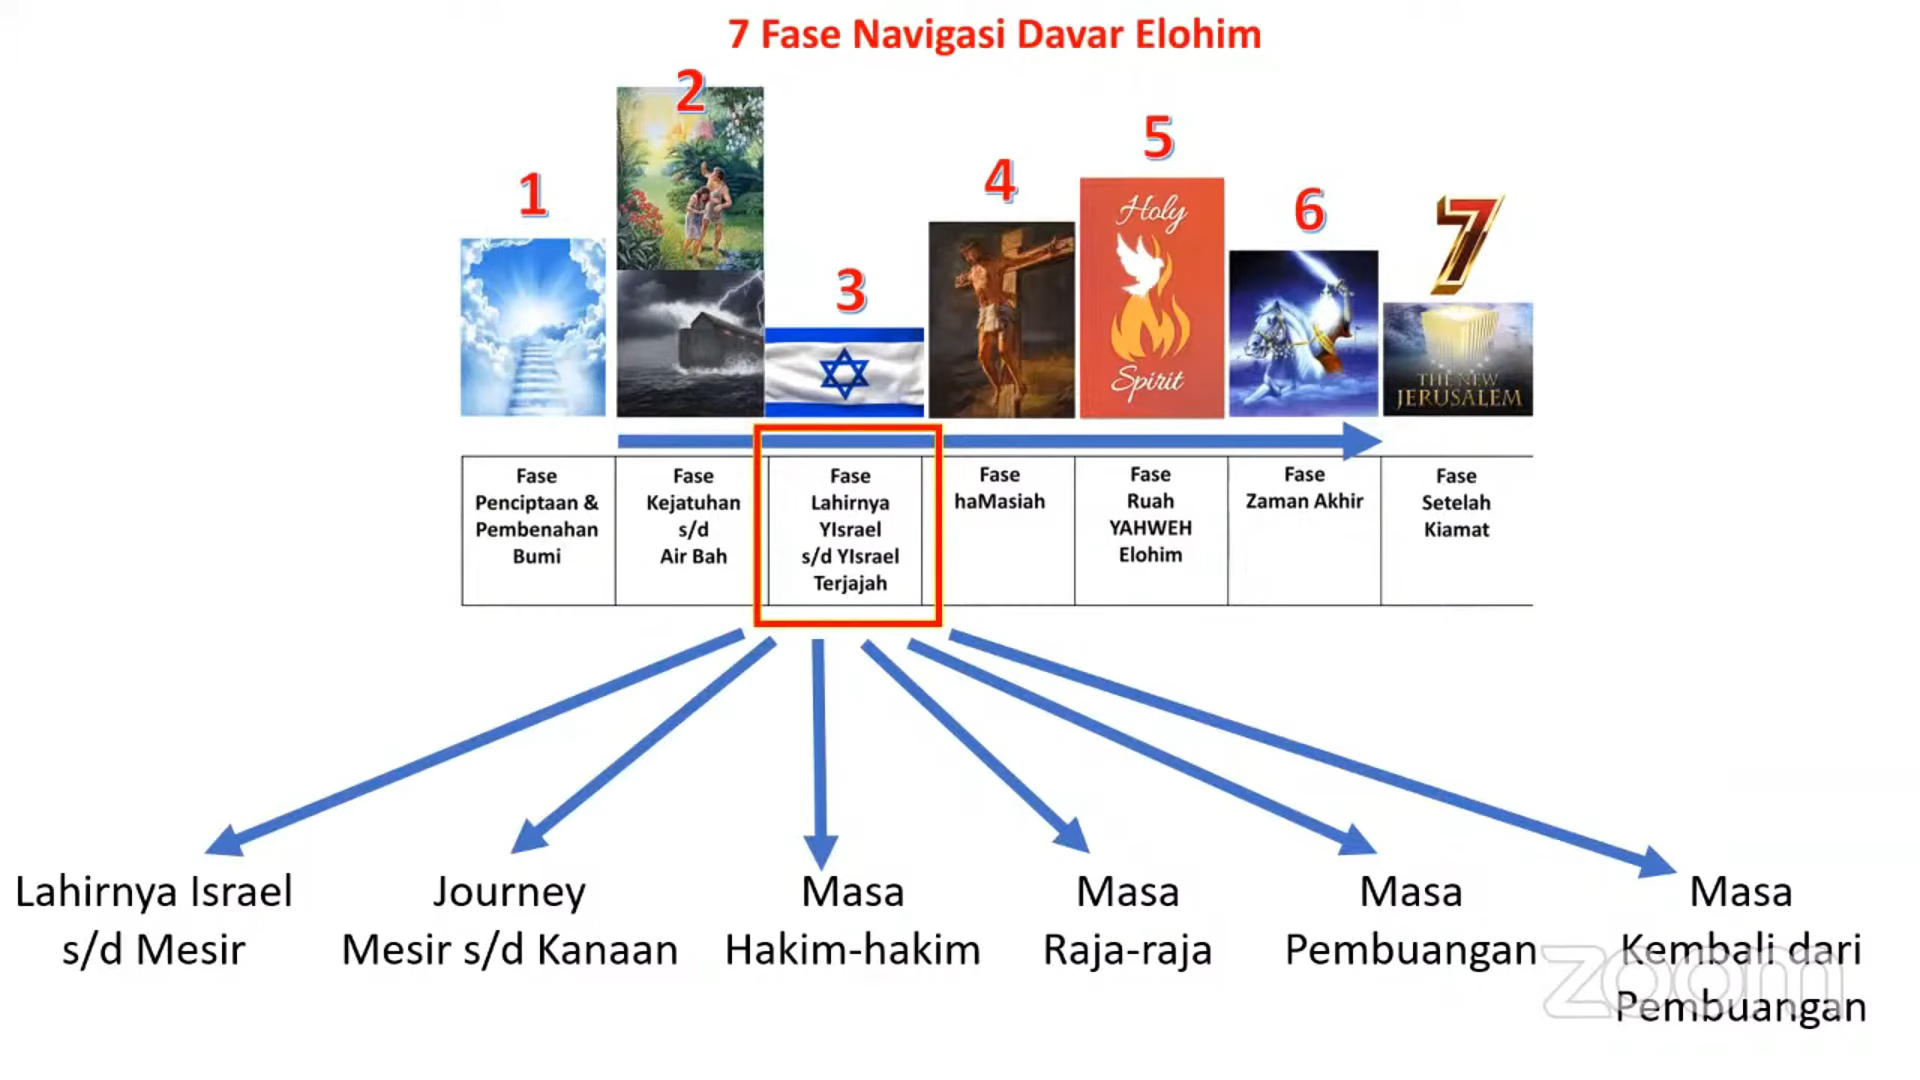 7 Fase Navigasi Davar Elohim
1
2
3
4
5
6
7
Holy
Spirit
THE NEW
JERUSALEM
Fase
Penciptaan &
Pembenahan
Bumi
Fase
Kejatuhan
s/d
Air Bah
Fase
Lahirnya
YIsrael
s/d YIsrael
Terjajah
Fase
haMasiah
Fase
Ruah
YAHWEH
Elohim
Fase
Zaman Akhir
Fase
Setelah
Kiamat
Lahirnya Israel
s/d Mesir
Journey
Mesir s/d Kanaan
Masa
Hakim-hakim
Masa
Raja-raja
Masa
Pembuangan
Masa
Kembali dari
Pembuangan
zoom